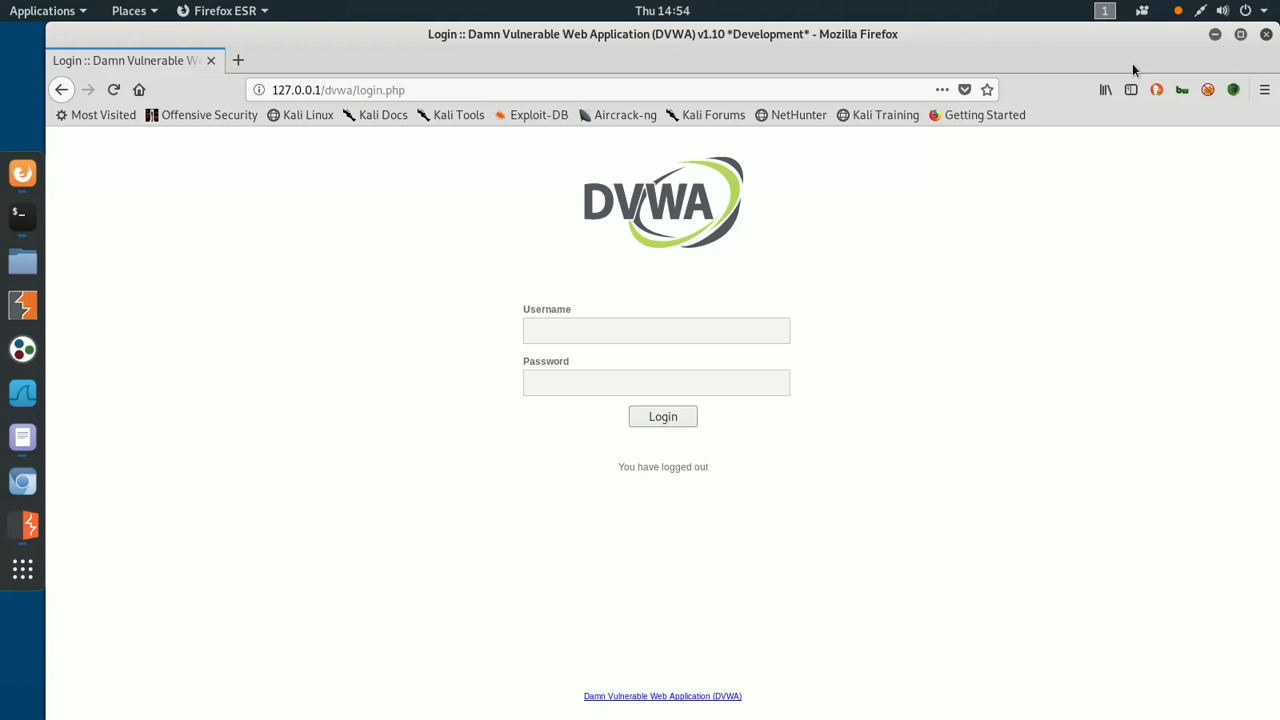 Applications Places Firefox ESR Thu 14:54 1
Login :: Damn Vulnerable Web Application (DVWA) v1.10 *Development* - Mozilla Firefox
Login :: Damn Vulnerable W
127.0.0.1/dvwa/login.php
Most Visited Offensive Security Kali Linux Kali Docs Kali Tools Exploit-DB Aircrack-ng Kali Forums NetHunter Kali Training Getting Started
DVWA
Username
Password
Login
You have logged out
Damn Vulnerable Web Application (DVWA)